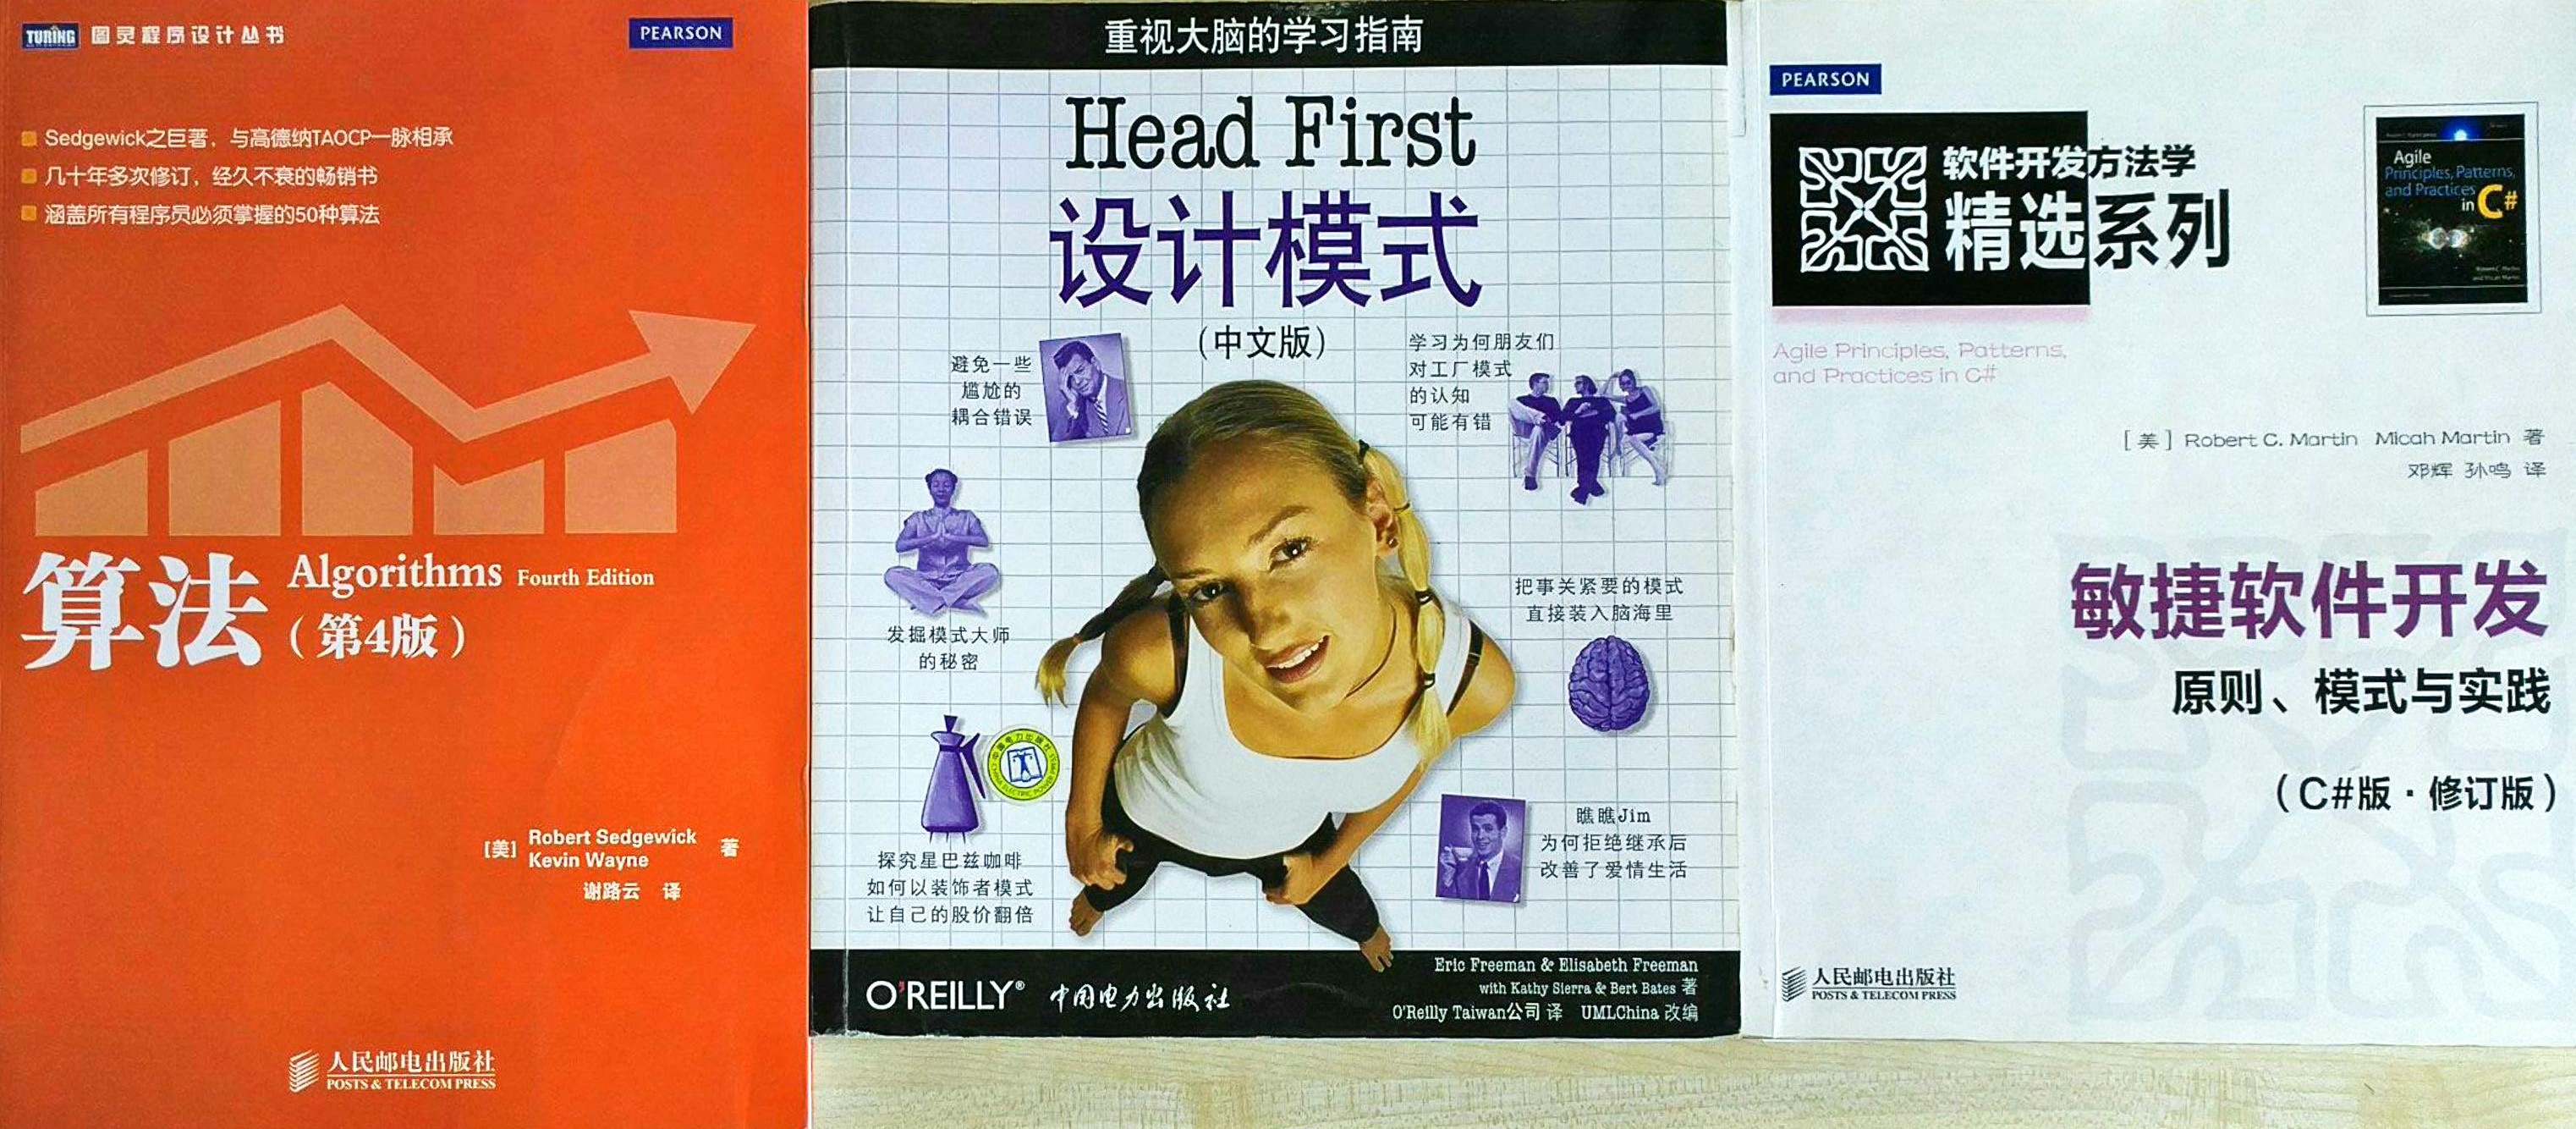 TURING 图灵程序设计丛书
PEARSON
Sedgewick之巨著，与高德纳TAOCP一脉相承
几十年多次修订，经久不衰的畅销书
涵盖所有程序员必须掌握的50种算法
算法 Algorithms Fourth Edition
（第4版）
[美] Robert Sedgewick
Kevin Wayne 著
谢路云 译
人民邮电出版社
POSTS & TELECOM PRESS
重视大脑的学习指南
Head First
设计模式
(中文版)
避免一些
尴尬的
耦合错误
学习为何朋友们
对工厂模式
的认知
可能有错
发掘模式大师
的秘密
把事关紧要的模式
直接装入脑海里
探究星巴兹咖啡
如何以装饰者模式
让自己的股价翻倍
瞧瞧Jim
为何拒绝继承后
改善了爱情生活
O'REILLY® 中国电力出版社
Eric Freeman & Elisabeth Freeman
with Kathy Sierra & Bert Bates 著
O'Reilly Taiwan公司 译 UMLChina 改编
PEARSON
软件开发方法学
精选系列
Agile
Principles, Patterns,
and Practices
in C#
Agile Principles, Patterns,
and Practices in C#
[美] Robert C. Martin Micah Martin 著
邓辉 孙鸣 译
敏捷软件开发
原则、模式与实践
（C#版·修订版）
人民邮电出版社
POSTS & TELECOM PRESS